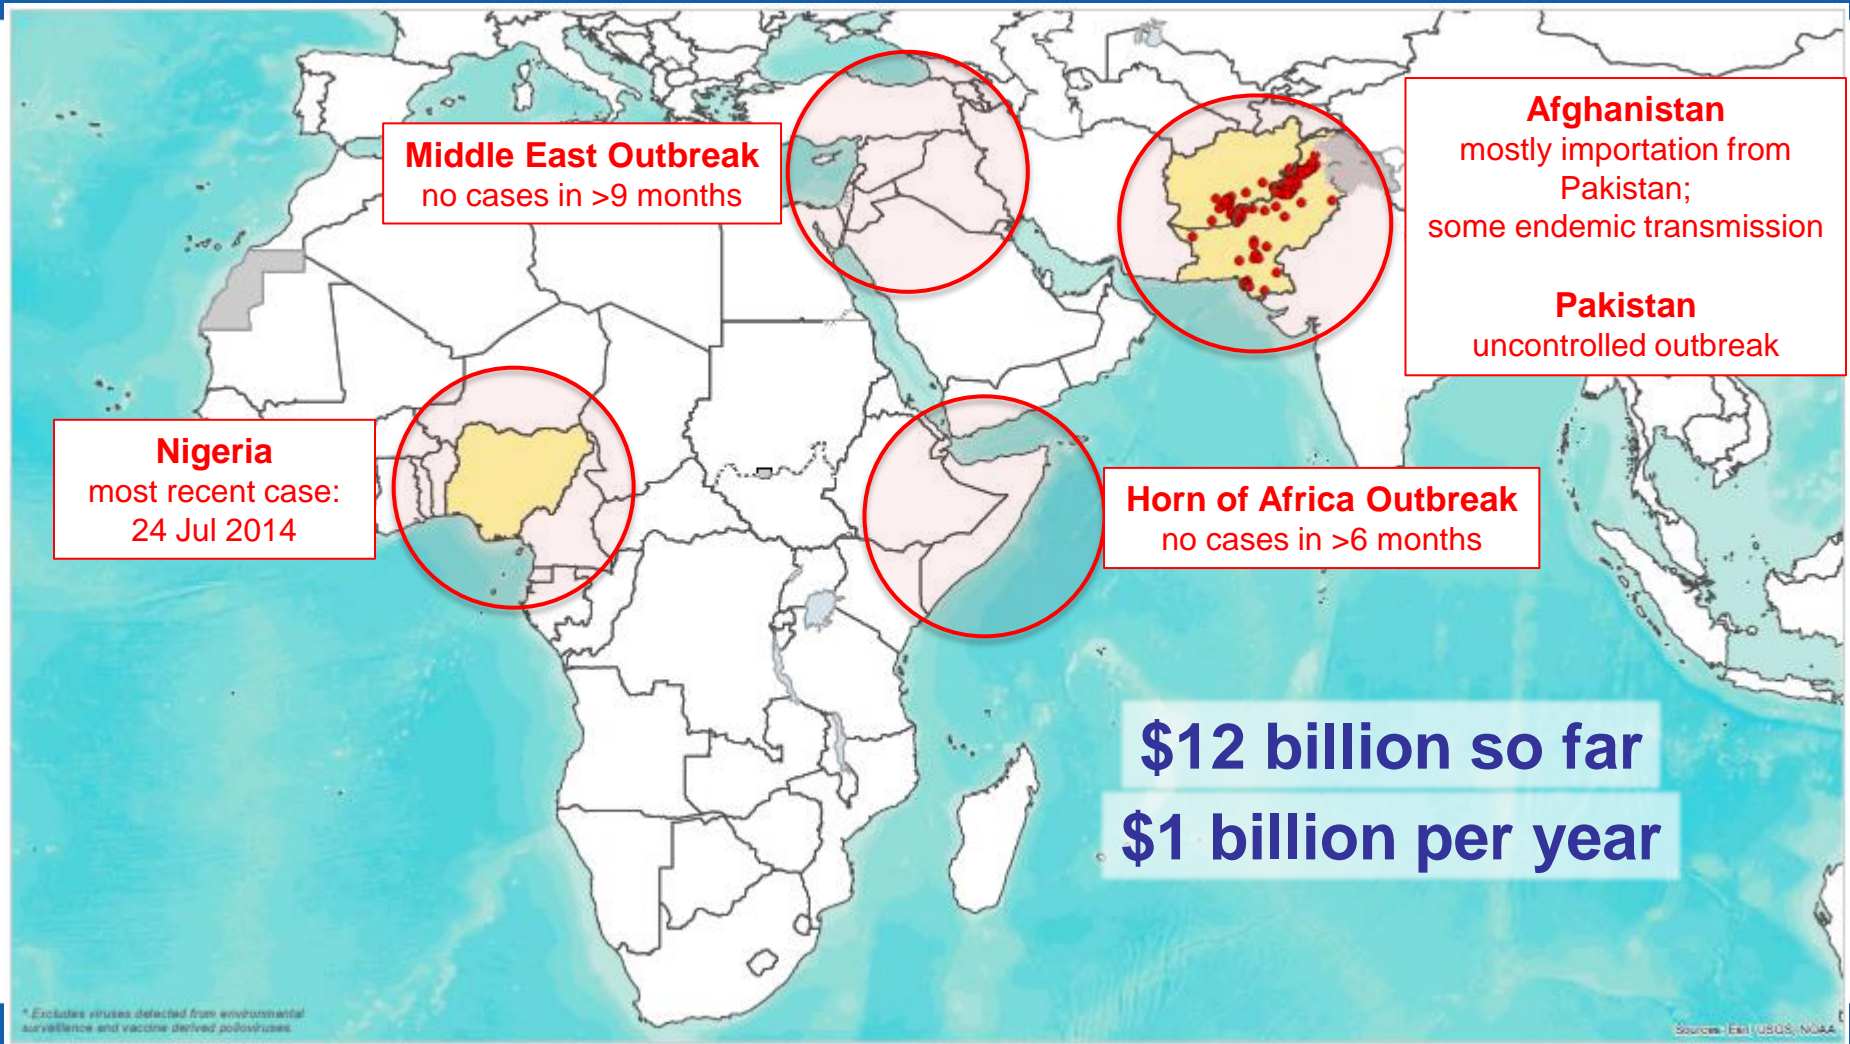 Middle East Outbreak
no cases in >9 months
Afghanistan
mostly importation from
Pakistan;
some endemic transmission
Pakistan
uncontrolled outbreak
Nigeria
most recent case:
24 Jul 2014
Horn of Africa Outbreak
no cases in >6 months
$12 billion so far
$1 billion per year
* Excludes viruses detected from environmental
surveillance and vaccine derived polioviruses.
Sources: Esri, USGS, NOAA